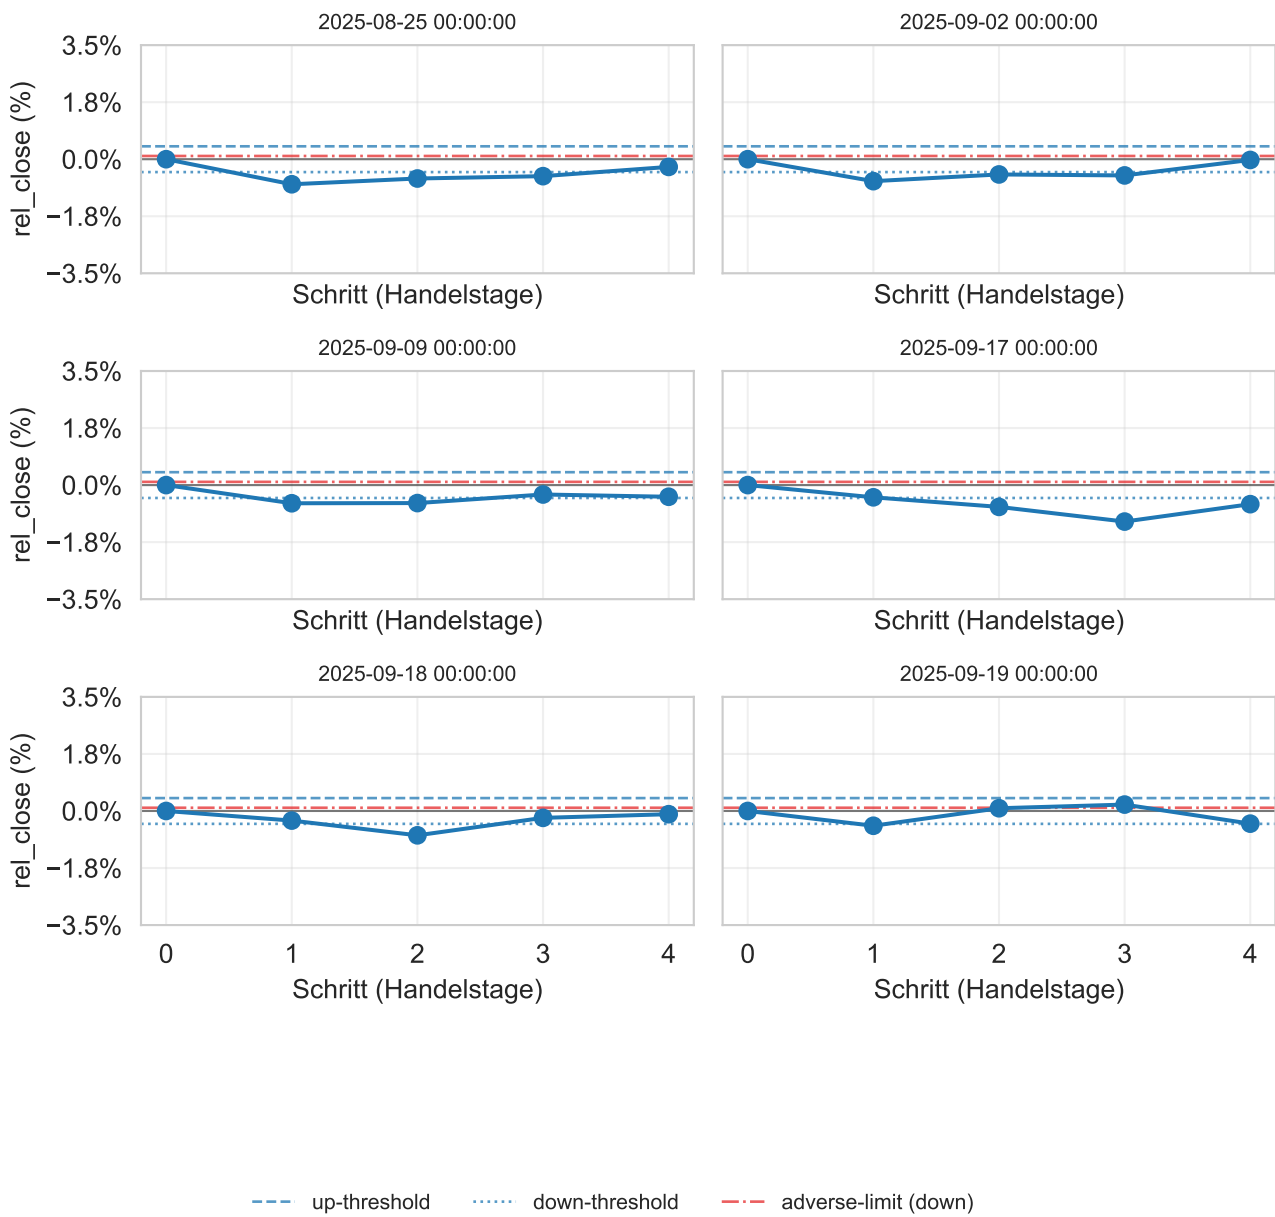 2025-08-25 00:00:00
2025-09-02 00:00:00
3.5%
1.8%
0.0%
−1.8%
−3.5%
rel_close (%)
Schritt (Handelstage)
Schritt (Handelstage)
2025-09-09 00:00:00
2025-09-17 00:00:00
3.5%
1.8%
0.0%
−1.8%
−3.5%
rel_close (%)
Schritt (Handelstage)
Schritt (Handelstage)
2025-09-18 00:00:00
2025-09-19 00:00:00
3.5%
1.8%
0.0%
−1.8%
−3.5%
rel_close (%)
0 1 2 3 4
0 1 2 3 4
Schritt (Handelstage)
Schritt (Handelstage)
up-threshold down-threshold adverse-limit (down)